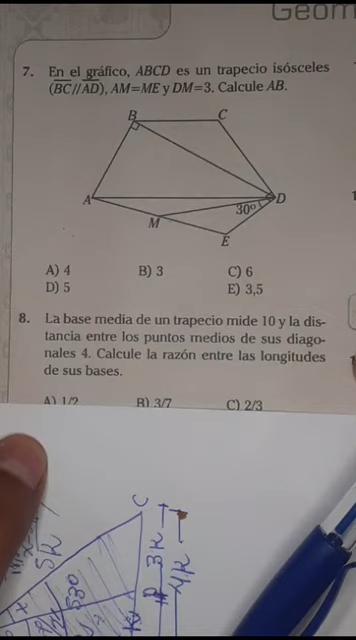 Geom
7. En el gráfico, ABCD es un trapecio isósceles
(BC//AD), AM=ME y DM=3. Calcule AB.
B C
A D
30°
M
E
A) 4 B) 3 C) 6
D) 5 E) 3,5
8. La base media de un trapecio mide 10 y la dis-
tancia entre los puntos medios de sus diago-
nales 4. Calcule la razón entre las longitudes
de sus bases.
A) 1/2 B) 3/7 C) 2/3
C
3k
4k
5k
53°
x